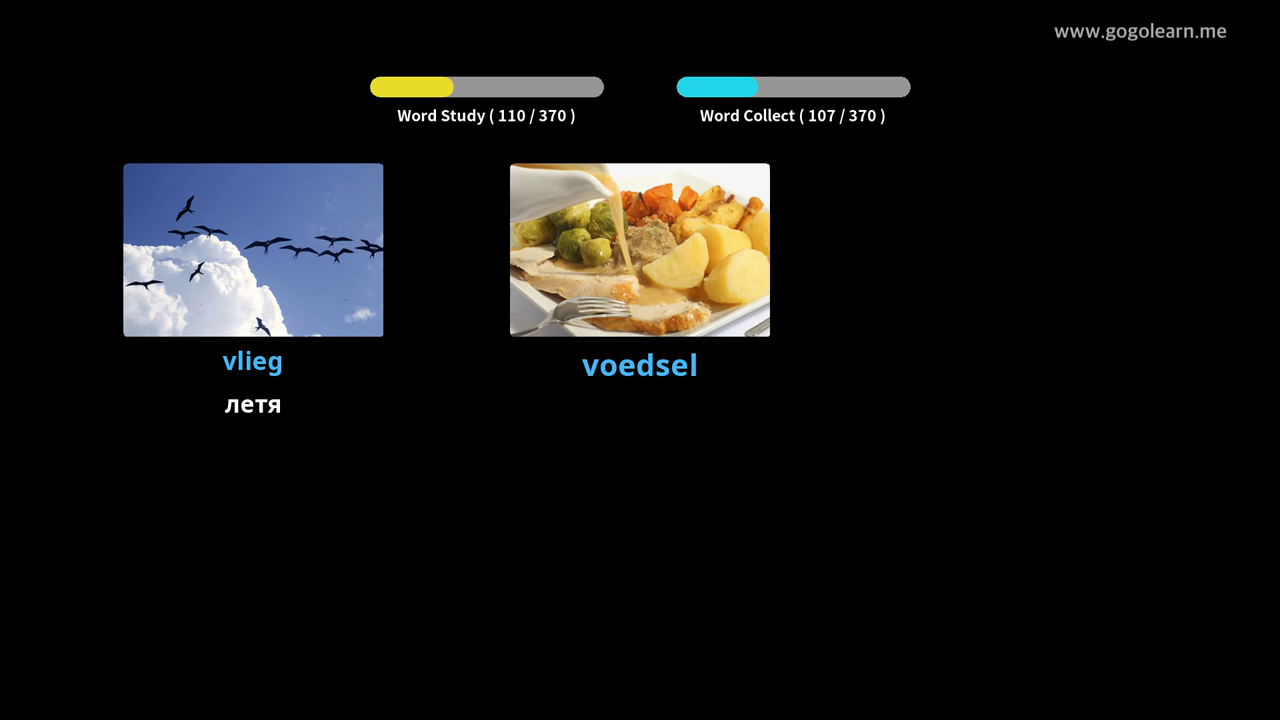 www.gogolearn.me
Word Study ( 110 / 370 )
Word Collect ( 107 / 370 )
vlieg
voedsel
летя